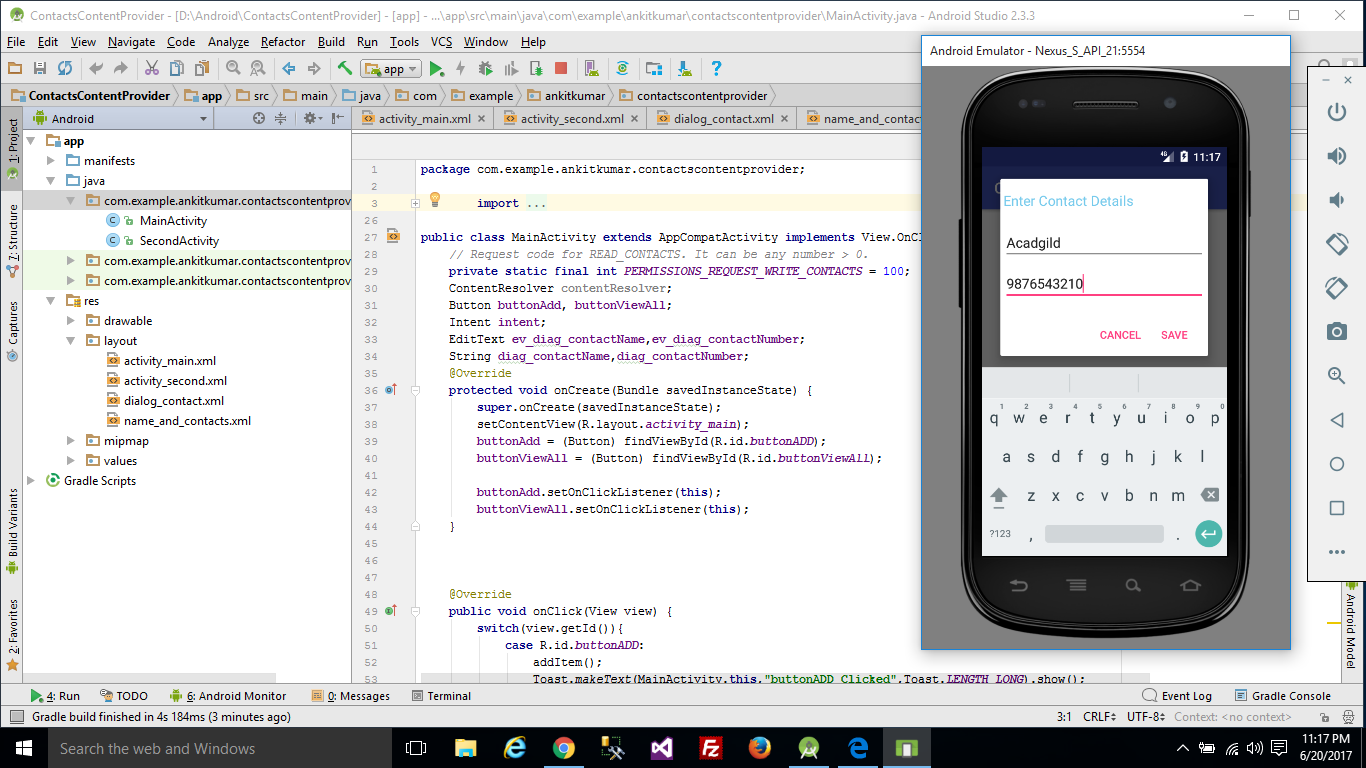 ContactsContentProvider - [D:\Android\ContactsContentProvider] - [app] - ...\app\src\main\java\com\example\ankitkumar\contactscontentprovider\MainActivity.java - Android Studio 2.3.3
File Edit View Navigate Code Analyze Refactor Build Run Tools VCS Window Help
app
ContactsContentProvider app src main java com example ankitkumar contactscontentprovider
Android
activity_main.xml activity_second.xml dialog_contact.xml name_and_contac
1: Project
7: Structure
Captures
Build Variants
2: Favorites
app
manifests
java
com.example.ankitkumar.contactscontentprov
MainActivity
SecondActivity
com.example.ankitkumar.contactscontentprov
com.example.ankitkumar.contactscontentprov
res
drawable
layout
activity_main.xml
activity_second.xml
dialog_contact.xml
name_and_contacts.xml
mipmap
values
Gradle Scripts
1 package com.example.ankitkumar.contactscontentprovider;
2
3 import ...
26
27 public class MainActivity extends AppCompatActivity implements View.OnCl
28 // Request code for READ_CONTACTS. It can be any number > 0.
29 private static final int PERMISSIONS_REQUEST_WRITE_CONTACTS = 100;
30 ContentResolver contentResolver;
31 Button buttonAdd, buttonViewAll;
32 Intent intent;
33 EditText ev_diag_contactName,ev_diag_contactNumber;
34 String diag_contactName,diag_contactNumber;
35 @Override
36 protected void onCreate(Bundle savedInstanceState) {
37 super.onCreate(savedInstanceState);
38 setContentView(R.layout.activity_main);
39 buttonAdd = (Button) findViewById(R.id.buttonADD);
40 buttonViewAll = (Button) findViewById(R.id.buttonViewAll);
41
42 buttonAdd.setOnClickListener(this);
43 buttonViewAll.setOnClickListener(this);
44 }
45
46
47
48 @Override
49 public void onClick(View view) {
50 switch(view.getId()){
51 case R.id.buttonADD:
52 addItem();
53 Toast.makeText(MainActivity.this,"buttonADD Clicked",Toast.LENGTH_LONG).show();
Android Emulator - Nexus_S_API_21:5554
11:17
Enter Contact Details
Acadgild
9876543210
CANCEL SAVE
1 2 3 4 5 6 7 8 9 0
q w e r t y u i o p
a s d f g h j k l
z x c v b n m
?123 , .
Android Model
4: Run TODO 6: Android Monitor 0: Messages Terminal Event Log Gradle Console
Gradle build finished in 4s 184ms (3 minutes ago) 3:1 CRLF UTF-8 Context: <no context>
Search the web and Windows
11:17 PM
6/20/2017